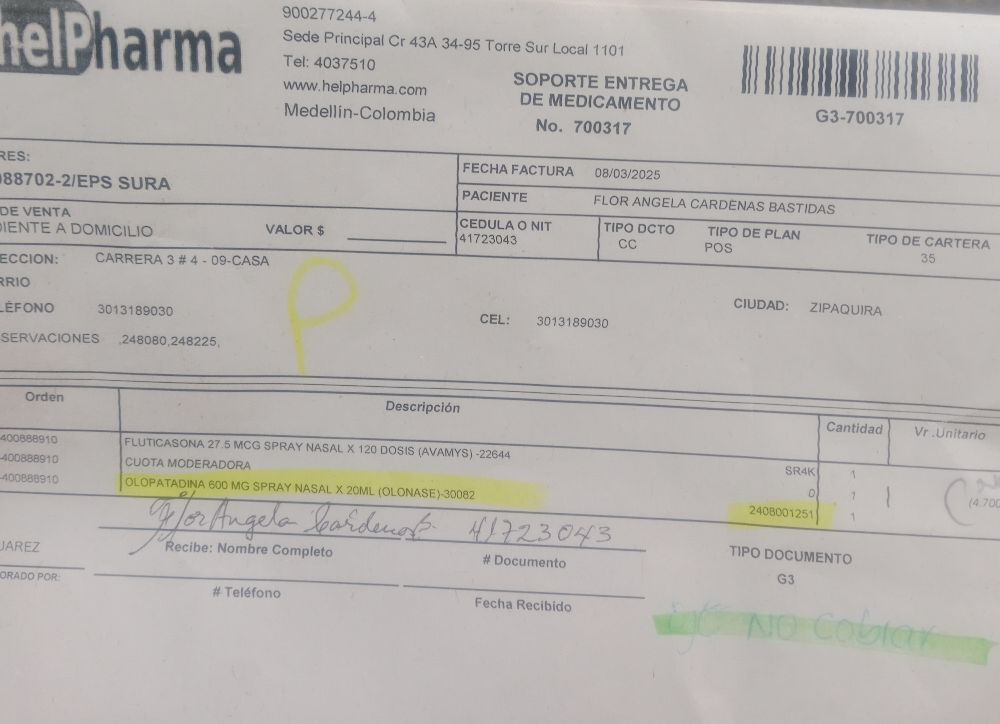 helPharma
900277244-4
Sede Principal Cr 43A 34-95 Torre Sur Local 1101
Tel: 4037510
www.helpharma.com
Medellín-Colombia
SOPORTE ENTREGA
DE MEDICAMENTO
No. 700317
G3-700317
RES:
088702-2/EPS SURA
DE VENTA
DIENTE A DOMICILIO
VALOR $
FECHA FACTURA 08/03/2025
PACIENTE FLOR ANGELA CARDENAS BASTIDAS
CEDULA O NIT
41723043
TIPO DCTO
CC
TIPO DE PLAN
POS
TIPO DE CARTERA
35
ECCION: CARRERA 3 # 4 - 09-CASA
RRIO
LÉFONO 3013189030
CEL: 3013189030
CIUDAD: ZIPAQUIRA
SERVACIONES ,248080,248225,
P
Orden Descripción Cantidad Vr .Unitario
-400888910 FLUTICASONA 27.5 MCG SPRAY NASAL X 120 DOSIS (AVAMYS) -22644 SR4K 1
-400888910 CUOTA MODERADORA 0 1 (4.700
-400888910 OLOPATADINA 600 MG SPRAY NASAL X 20ML (OLONASE)-30082 2408001251 1
Flor Angela Cardenas B. 41723043
Recibe: Nombre Completo
# Documento
TIPO DOCUMENTO
G3
UAREZ
ORADO POR:
# Teléfono
Fecha Recibido
NO Cobrar